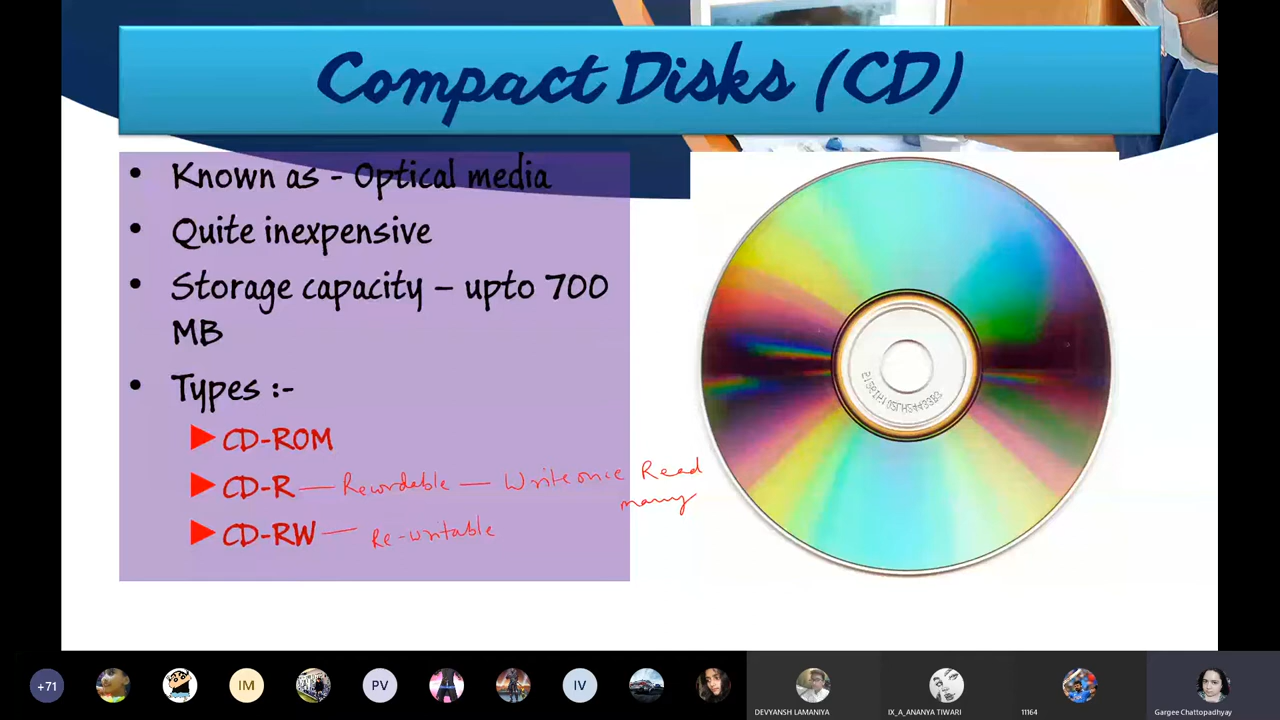 Compact Disks (CD)
• Known as - Optical media
• Quite inexpensive
• Storage capacity – upto 700
MB
• Types :-
CD-ROM
CD-R — Recordable — Write once Read
many
CD-RW — Re-writable
+71
IM
PV
IV
DEVYANSH LAMANIYA
IX_A_ANANYA TIWARI
11164
Gargee Chattopadhyay